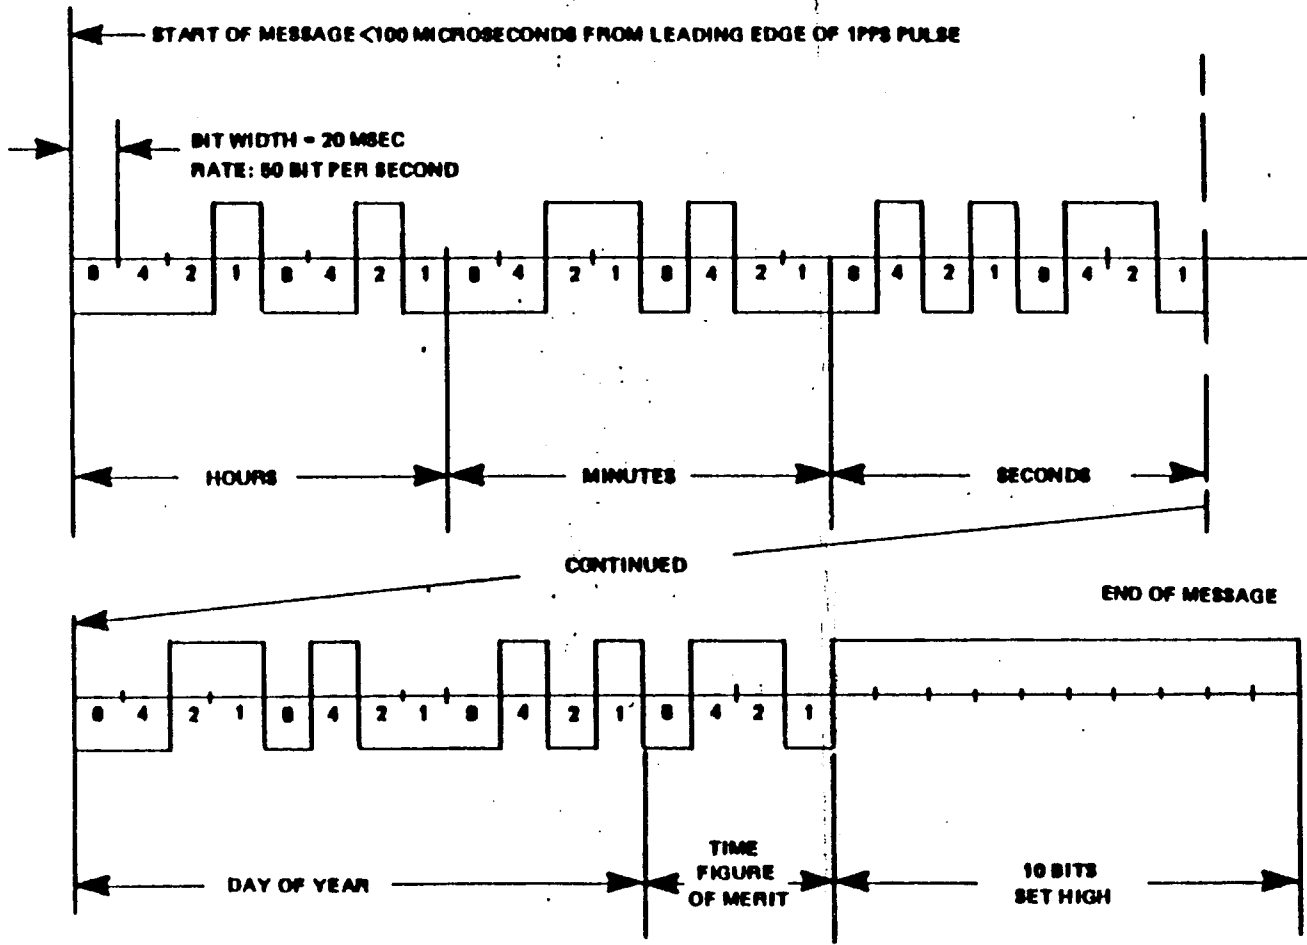 START OF MESSAGE <100 MICROSECONDS FROM LEADING EDGE OF 1PPS PULSE
BIT WIDTH = 20 MSEC
RATE: 50 BIT PER SECOND
8 4 2 1 8 4 2 1 8 4 2 1 8 4 2 1 8 4 2 1 8 4 2 1
HOURS MINUTES SECONDS
CONTINUED
END OF MESSAGE
8 4 2 1 8 4 2 1 8 4 2 1 8 4 2 1
DAY OF YEAR
TIME
FIGURE
OF MERIT
10 BITS
SET HIGH